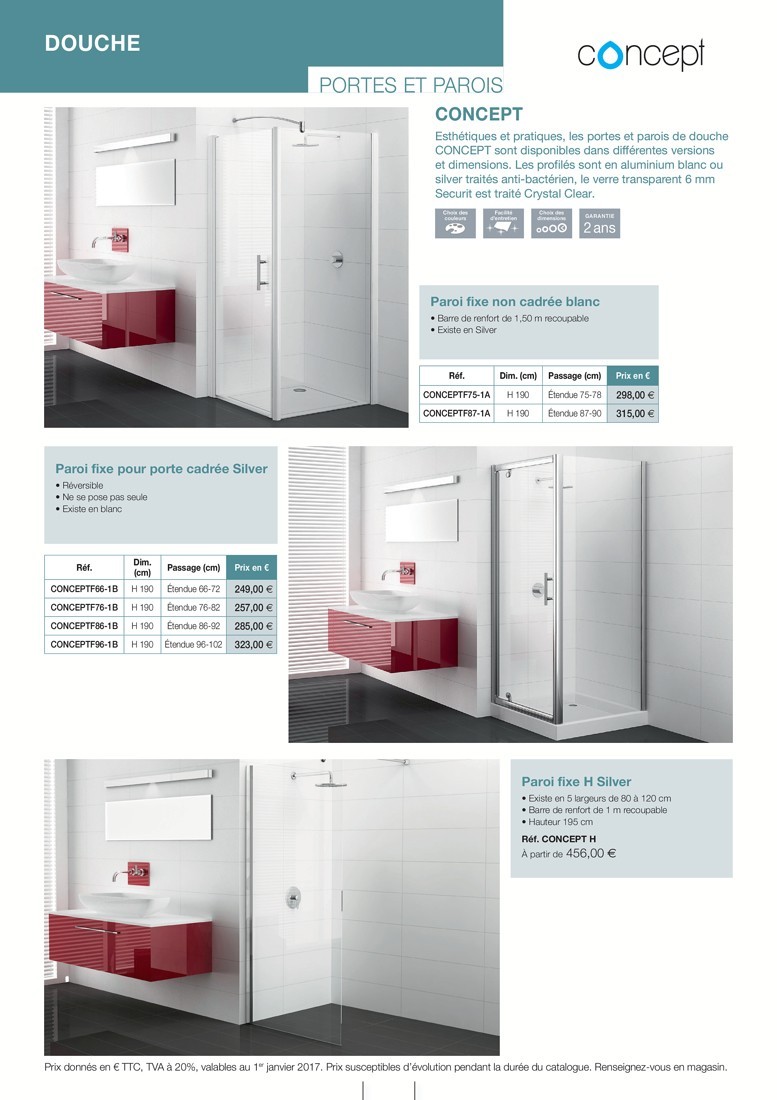 DOUCHE
concept
PORTES ET PAROIS
CONCEPT
Esthétiques et pratiques, les portes et parois de douche
CONCEPT sont disponibles dans différentes versions
et dimensions. Les profilés sont en aluminium blanc ou
silver traités anti-bactérien, le verre transparent 6 mm
Securit est traité Crystal Clear.
Choix des couleurs
Facilité d'entretien
Choix des dimensions
GARANTIE 2 ans
Paroi fixe non cadrée blanc
• Barre de renfort de 1,50 m recoupable
• Existe en Silver
Réf. Dim. (cm) Passage (cm) Prix en €
CONCEPTF75-1A H 190 Étendue 75-78 298,00 €
CONCEPTF87-1A H 190 Étendue 87-90 315,00 €
Paroi fixe pour porte cadrée Silver
• Réversible
• Ne se pose pas seule
• Existe en blanc
Réf. Dim. (cm) Passage (cm) Prix en €
CONCEPTF66-1B H 190 Étendue 66-72 249,00 €
CONCEPTF76-1B H 190 Étendue 76-82 257,00 €
CONCEPTF86-1B H 190 Étendue 86-92 285,00 €
CONCEPTF96-1B H 190 Étendue 96-102 323,00 €
Paroi fixe H Silver
• Existe en 5 largeurs de 80 à 120 cm
• Barre de renfort de 1 m recoupable
• Hauteur 195 cm
Réf. CONCEPT H
À partir de 456,00 €
Prix donnés en € TTC, TVA à 20%, valables au 1er janvier 2017. Prix susceptibles d'évolution pendant la durée du catalogue. Renseignez-vous en magasin.